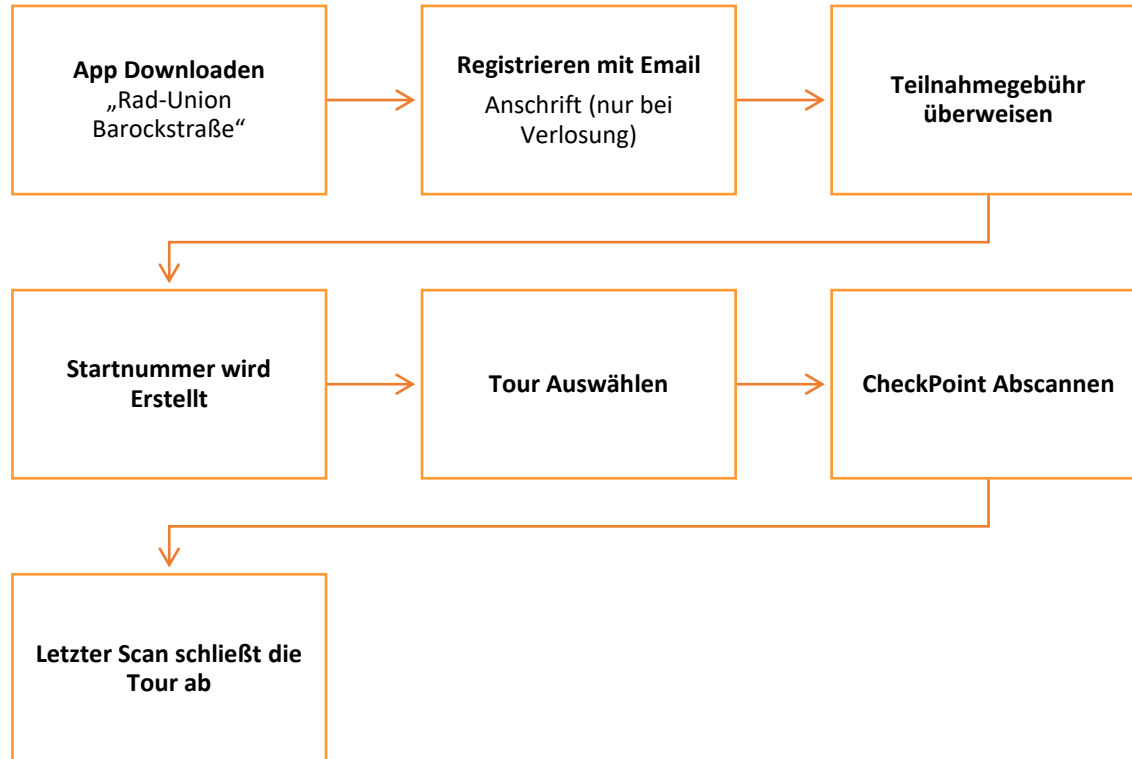 App Downloaden
„Rad-Union
Barockstraße“
Registrieren mit Email
Anschrift (nur bei
Verlosung)
Teilnahmegebühr
überweisen
Startnummer wird
Erstellt
Tour Auswählen
CheckPoint Abscannen
Letzter Scan schließt die
Tour ab